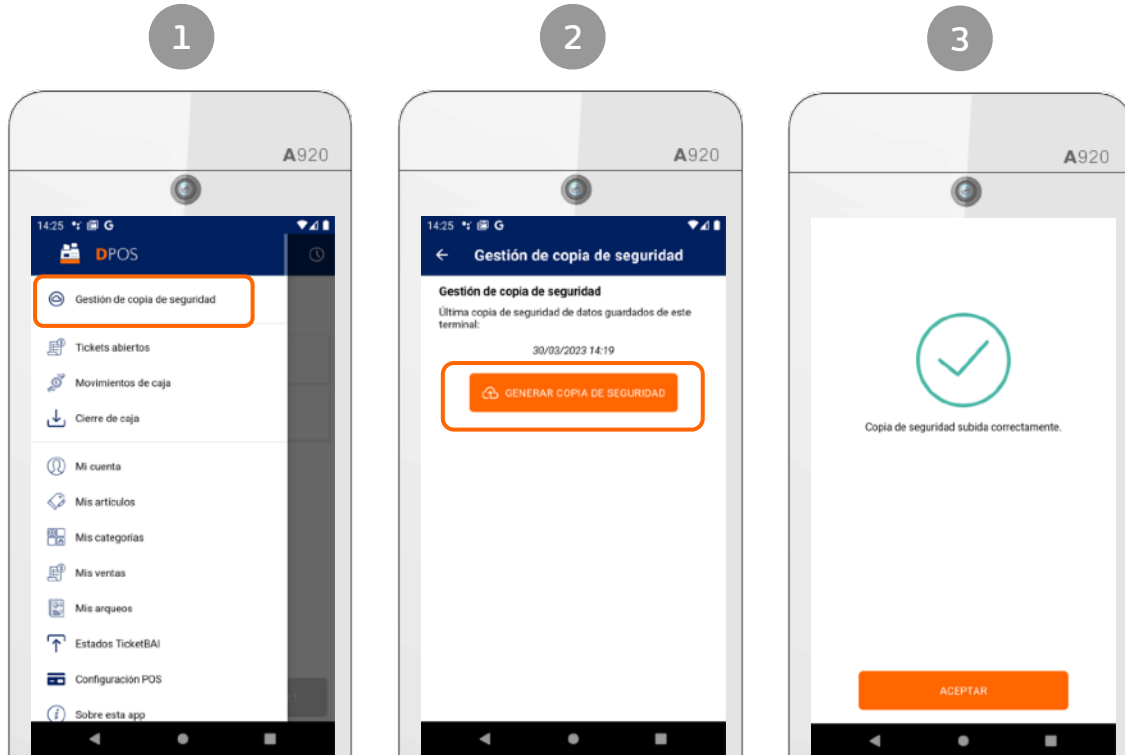 1
A920
14:25 G
DPOS
Gestión de copia de seguridad
Tickets abiertos
Movimientos de caja
Cierre de caja
Mi cuenta
Mis artículos
Mis categorías
Mis ventas
Mis arqueos
Estados TicketBAI
Configuración POS
Sobre esta app
2
A920
14:25 G
Gestión de copia de seguridad
Gestión de copia de seguridad
Última copia de seguridad de datos guardados de este
terminal:
30/03/2023 14:19
GENERAR COPIA DE SEGURIDAD
3
A920
Copia de seguridad subida correctamente.
ACEPTAR